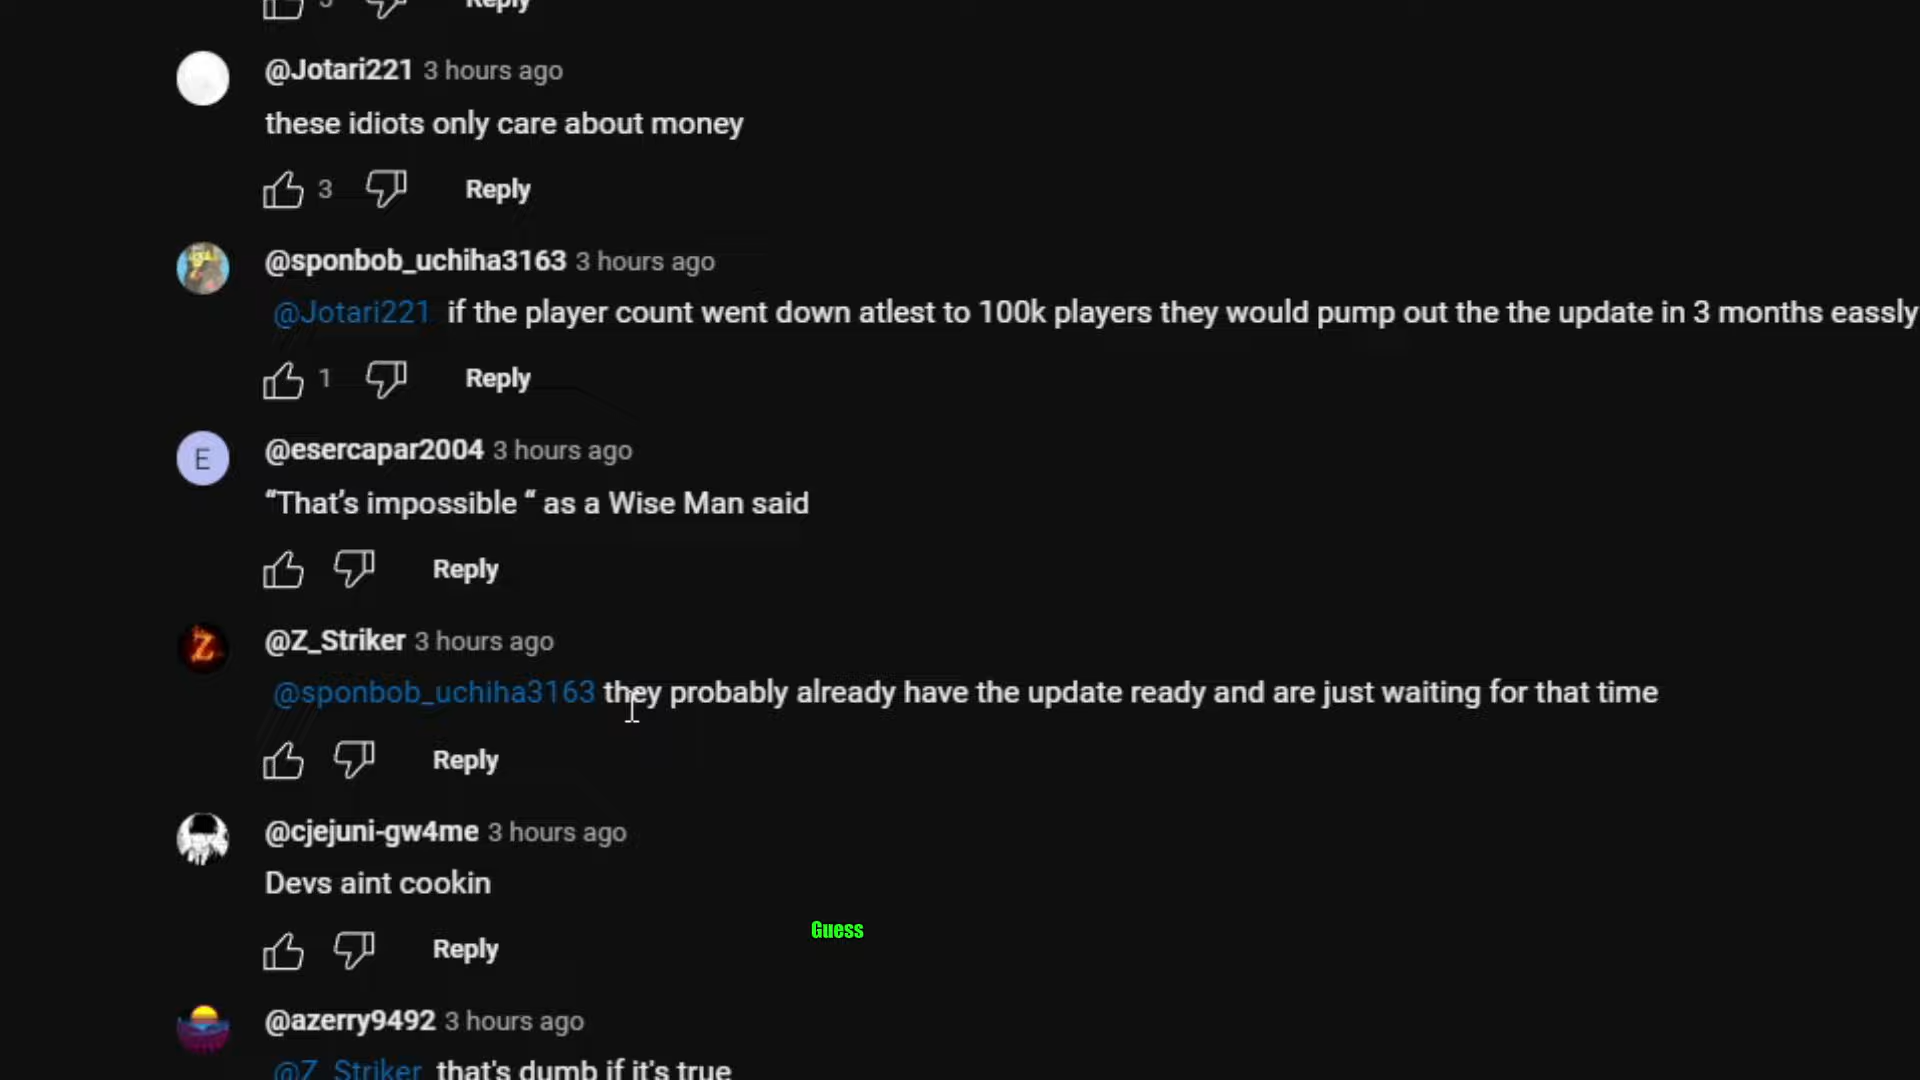 3 Reply
@Jotari221 3 hours ago
these idiots only care about money
3 Reply
@sponbob_uchiha3163 3 hours ago
@Jotari221 if the player count went down atlest to 100k players they would pump out the the update in 3 months eassly
1 Reply
E
@esercapar2004 3 hours ago
“That’s impossible “ as a Wise Man said
Reply
Z
@Z_Striker 3 hours ago
@sponbob_uchiha3163 they probably already have the update ready and are just waiting for that time
Reply
@cjejuni-gw4me 3 hours ago
Devs aint cookin
Guess
Reply
@azerry9492 3 hours ago
@Z_Striker that's dumb if it's true